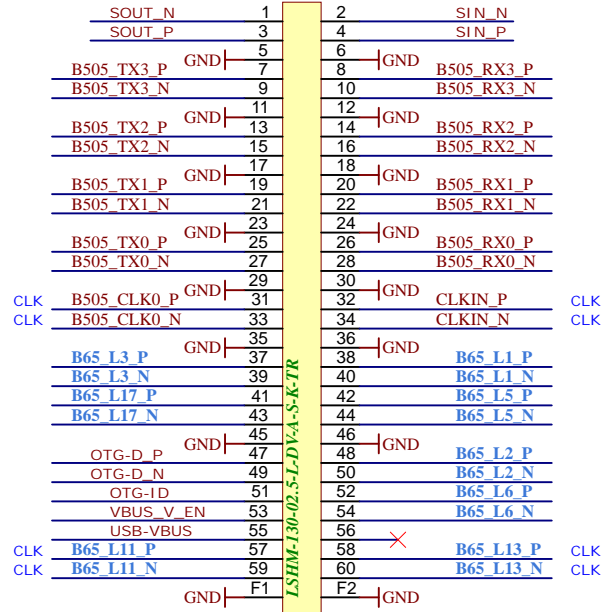 SOUT_N 1 2 SIN_N
SOUT_P 3 4 SIN_P
GND 5 6 GND
B505_TX3_P 7 8 B505_RX3_P
B505_TX3_N 9 10 B505_RX3_N
GND 11 12 GND
B505_TX2_P 13 14 B505_RX2_P
B505_TX2_N 15 16 B505_RX2_N
GND 17 18 GND
B505_TX1_P 19 20 B505_RX1_P
B505_TX1_N 21 22 B505_RX1_N
GND 23 24 GND
B505_TX0_P 25 26 B505_RX0_P
B505_TX0_N 27 28 B505_RX0_N
GND 29 30 GND
CLK B505_CLK0_P 31 32 CLKIN_P CLK
CLK B505_CLK0_N 33 34 CLKIN_N CLK
GND 35 36 GND
B65_L3_P 37 38 B65_L1_P
B65_L3_N 39 40 B65_L1_N
B65_L17_P 41 42 B65_L5_P
B65_L17_N 43 44 B65_L5_N
GND 45 46 GND
OTG-D_P 47 48 B65_L2_P
OTG-D_N 49 50 B65_L2_N
OTG-ID 51 52 B65_L6_P
VBUS_V_EN 53 54 B65_L6_N
USB-VBUS 55 56
CLK B65_L11_P 57 58 B65_L13_P CLK
CLK B65_L11_N 59 60 B65_L13_N CLK
GND F1 F2 GND
LSHM-130-02.5-L-DV-A-S-K-TR